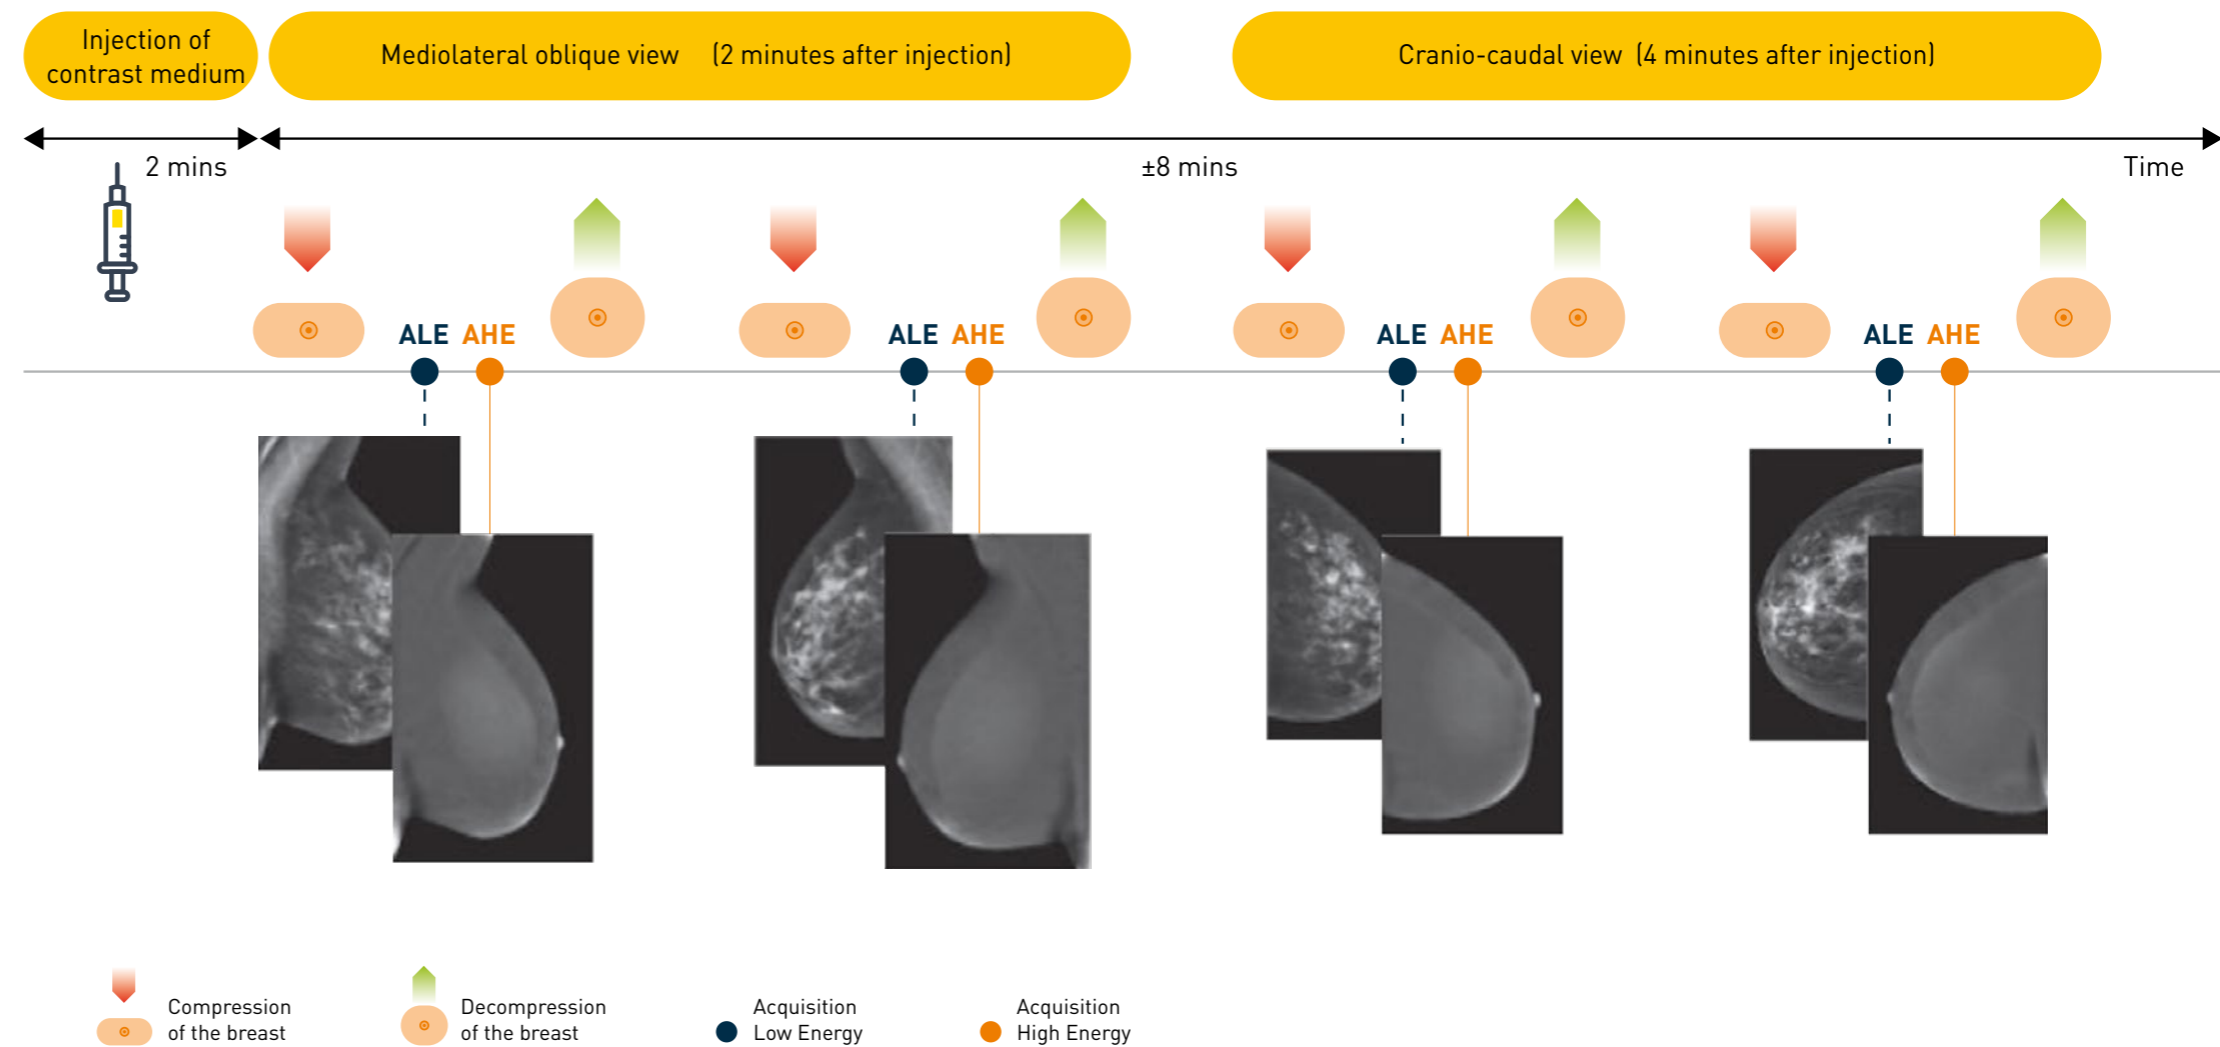 Injection of
contrast medium
Mediolateral oblique view (2 minutes after injection)
Cranio-caudal view (4 minutes after injection)
2 mins
±8 mins
Time
ALE AHE
ALE AHE
ALE AHE
ALE AHE
Compression
of the breast
Decompression
of the breast
Acquisition
Low Energy
Acquisition
High Energy